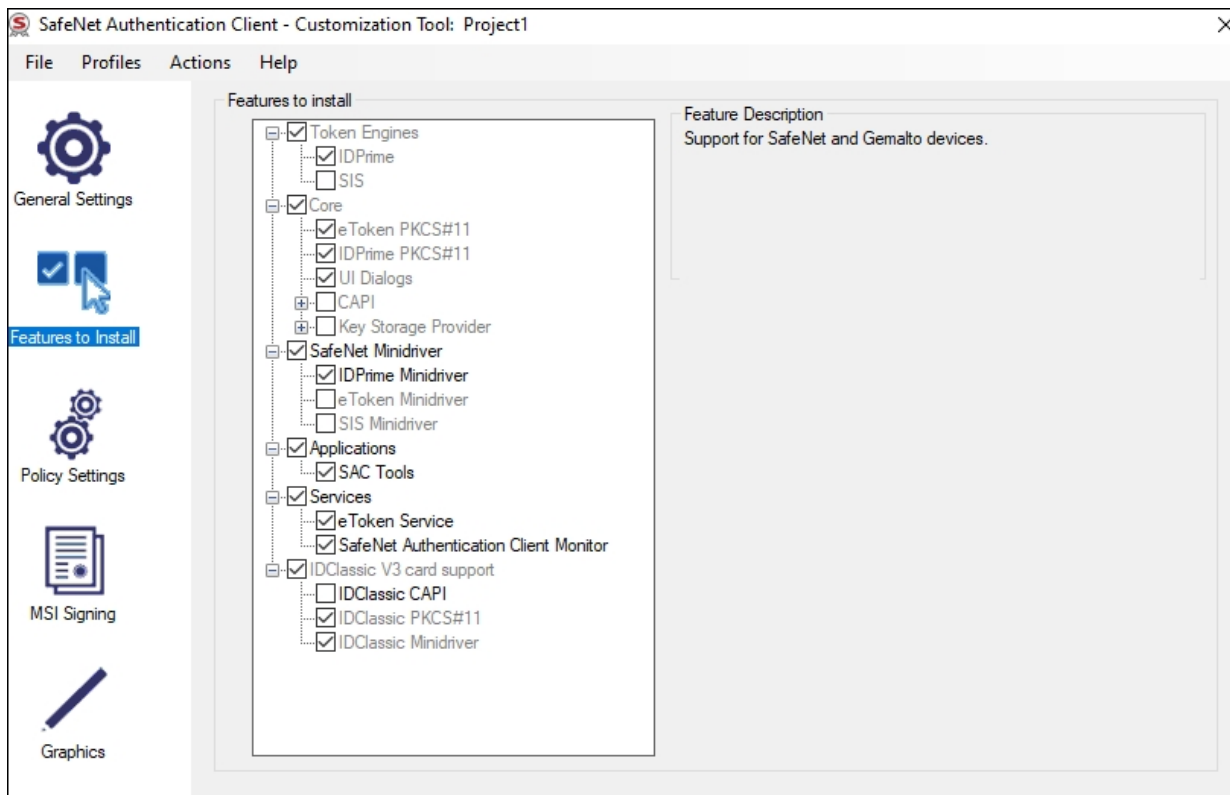 SafeNet Authentication Client - Customization Tool: Project1
File Profiles Actions Help
General Settings
Features to Install
Policy Settings
MSI Signing
Graphics
Features to install
Token Engines
IDPrime
SIS
Core
eToken PKCS#11
IDPrime PKCS#11
UI Dialogs
CAPI
Key Storage Provider
SafeNet Minidriver
IDPrime Minidriver
eToken Minidriver
SIS Minidriver
Applications
SAC Tools
Services
eToken Service
SafeNet Authentication Client Monitor
IDClassic V3 card support
IDClassic CAPI
IDClassic PKCS#11
IDClassic Minidriver
Feature Description
Support for SafeNet and Gemalto devices.